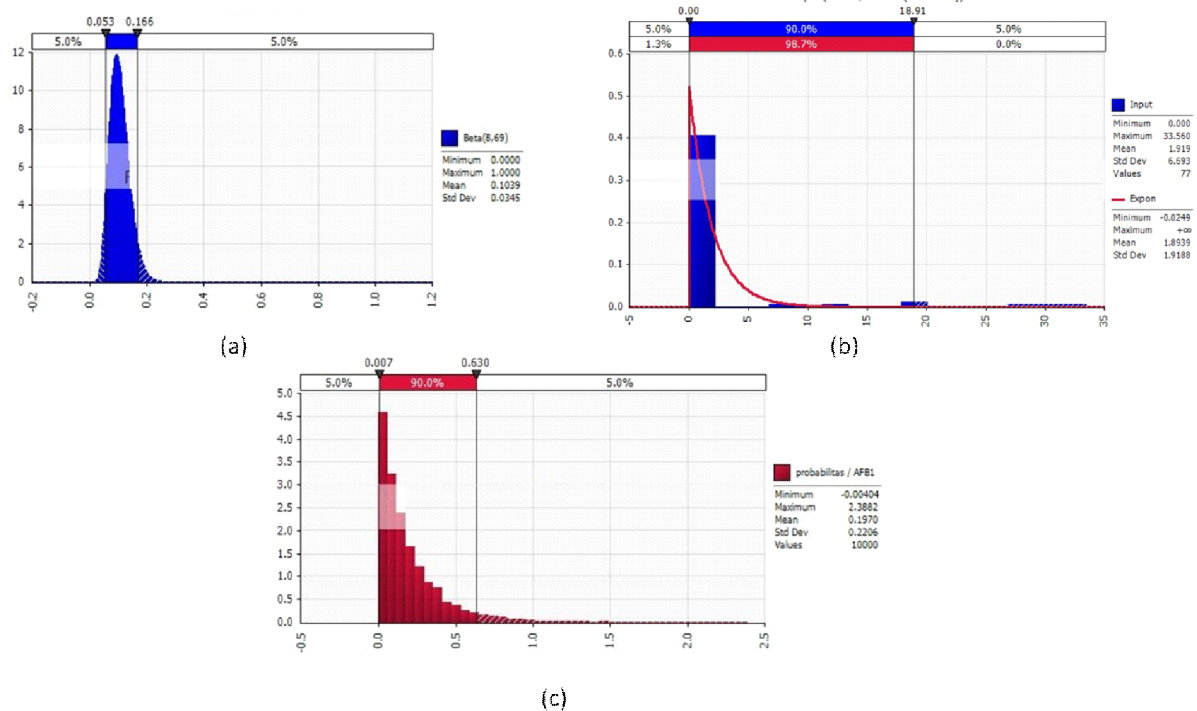 0.053 0.166
5.0% 5.0%
12
10
8
6
4
2
0
-0.2 0.0 0.2 0.4 0.6 0.8 1.0 1.2
Beta(8,69)
Minimum 0.0000
Maximum 1.0000
Mean 0.1039
Std Dev 0.0345
(a)
0.00 18.91
5.0% 90.0% 5.0%
1.3% 98.7% 0.0%
0.6
0.5
0.4
0.3
0.2
0.1
0.0
-5 0 5 10 15 20 25 30 35
Input
Minimum 0.000
Maximum 33.560
Mean 1.919
Std Dev 6.693
Values 77
Expon
Minimum -0.0249
Maximum +∞
Mean 1.8939
Std Dev 1.9188
(b)
0.007 0.630
5.0% 90.0% 5.0%
5.0
4.5
4.0
3.5
3.0
2.5
2.0
1.5
1.0
0.5
0.0
-0.5 0.0 0.5 1.0 1.5 2.0 2.5
probabilitas / AFB1
Minimum -0.00404
Maximum 2.3882
Mean 0.1970
Std Dev 0.2206
Values 10000
(c)